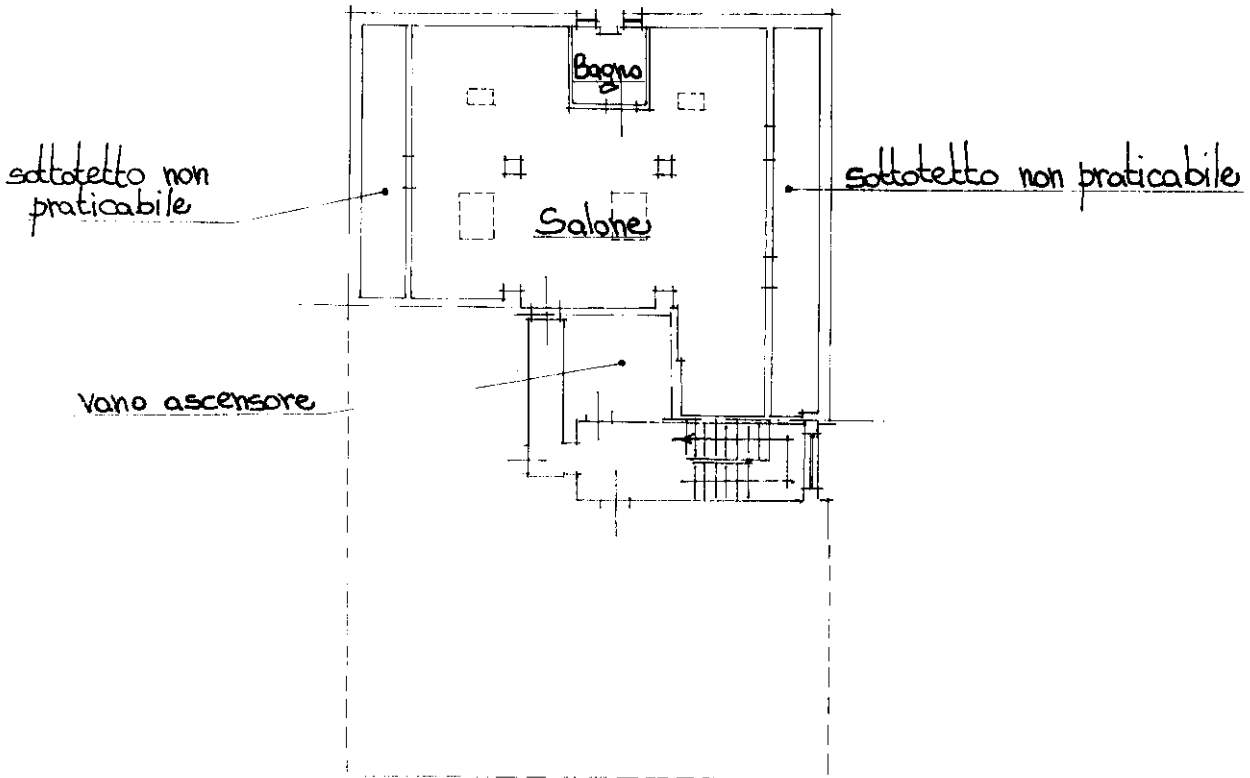 Bagno
sottotetto non
praticabile
sottotetto non praticabile
Salone
vano ascensore